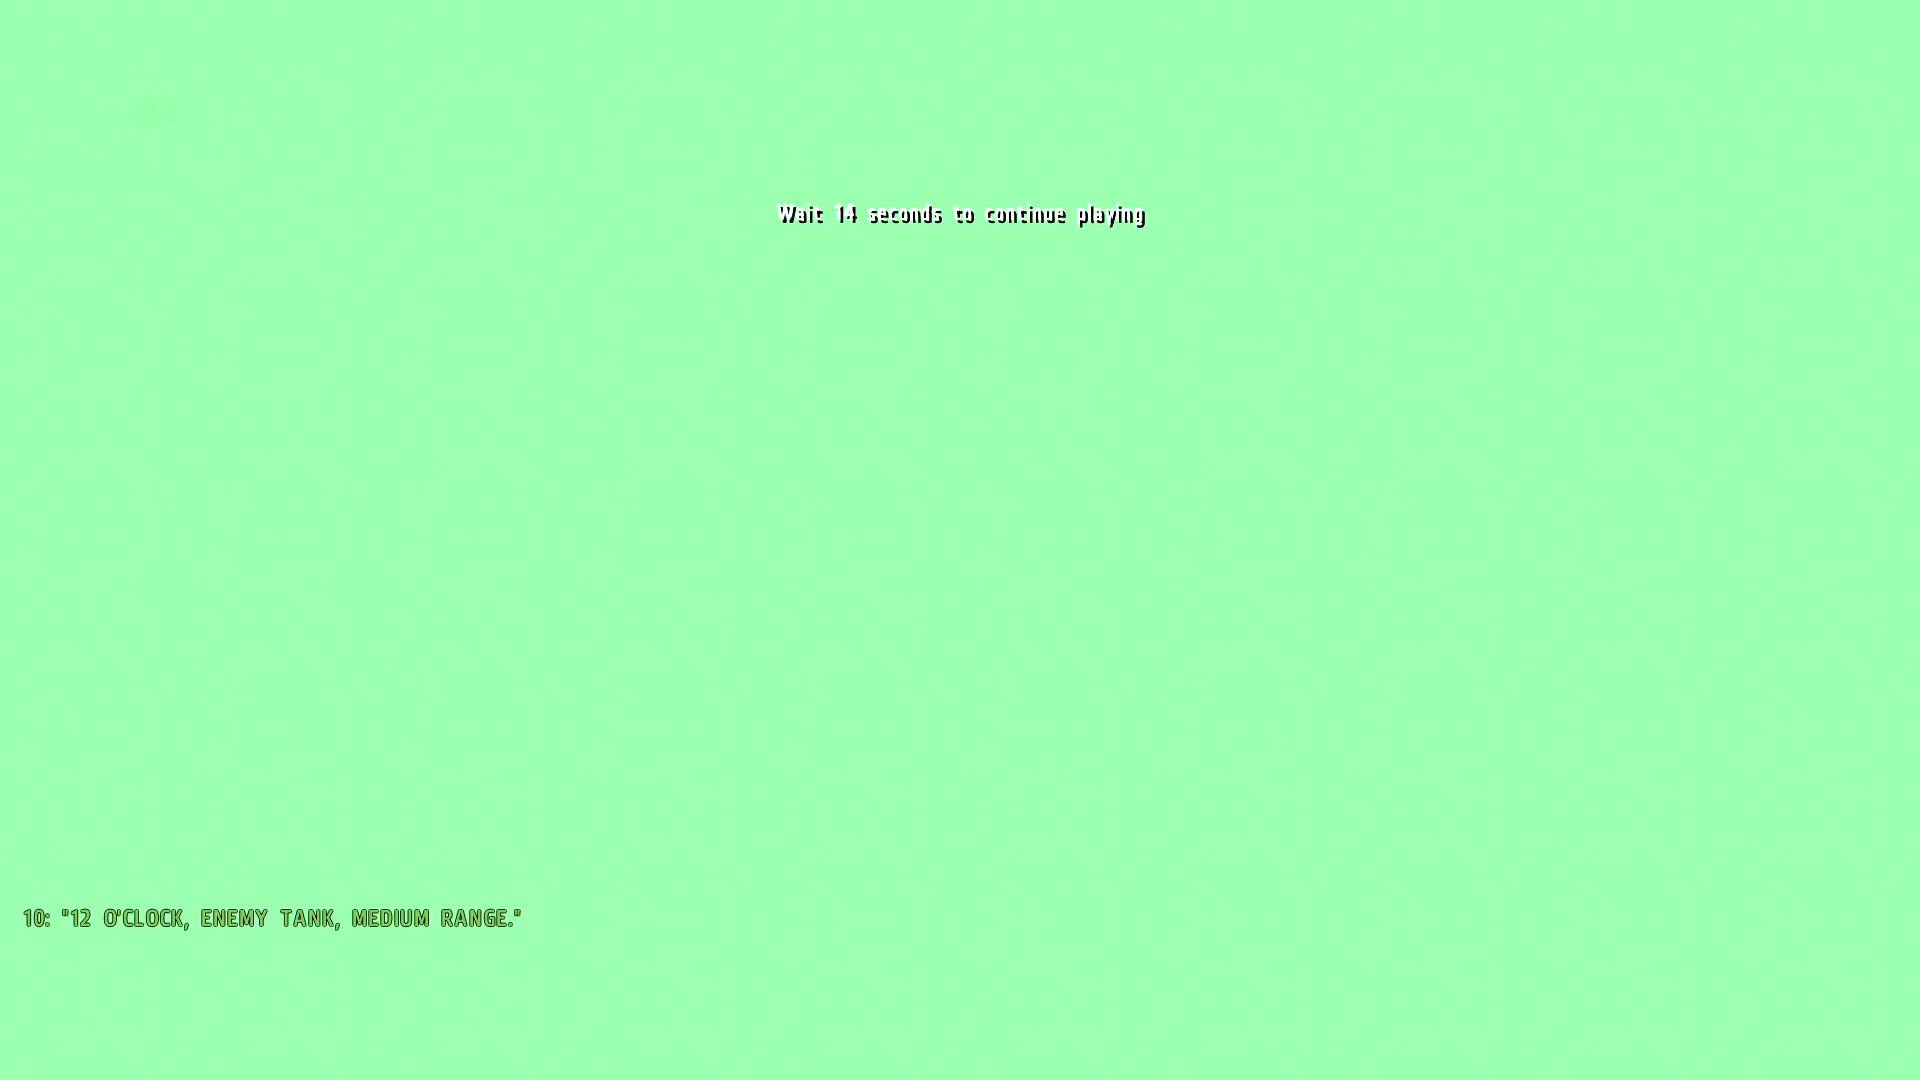 Wait 14 seconds to continue playing
10: "12 O'CLOCK, ENEMY TANK, MEDIUM RANGE."